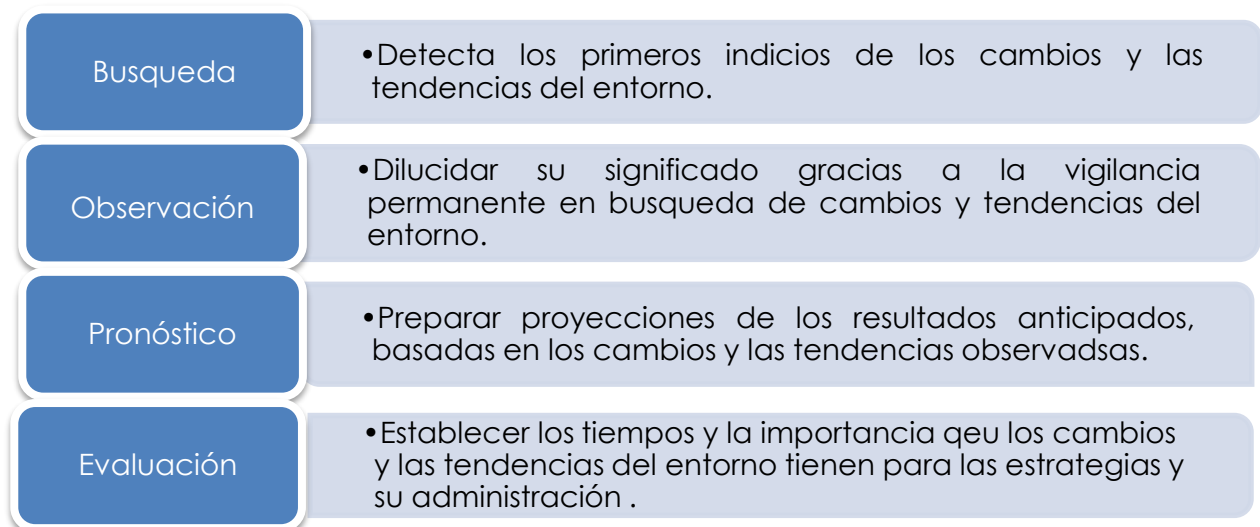 Busqueda
•Detecta los primeros indicios de los cambios y las
tendencias del entorno.
Observación
•Dilucidar su significado gracias a la vigilancia
permanente en busqueda de cambios y tendencias del
entorno.
Pronóstico
•Preparar proyecciones de los resultados anticipados,
basadas en los cambios y las tendencias observadsas.
Evaluación
•Establecer los tiempos y la importancia qeu los cambios
y las tendencias del entorno tienen para las estrategias y
su administración .